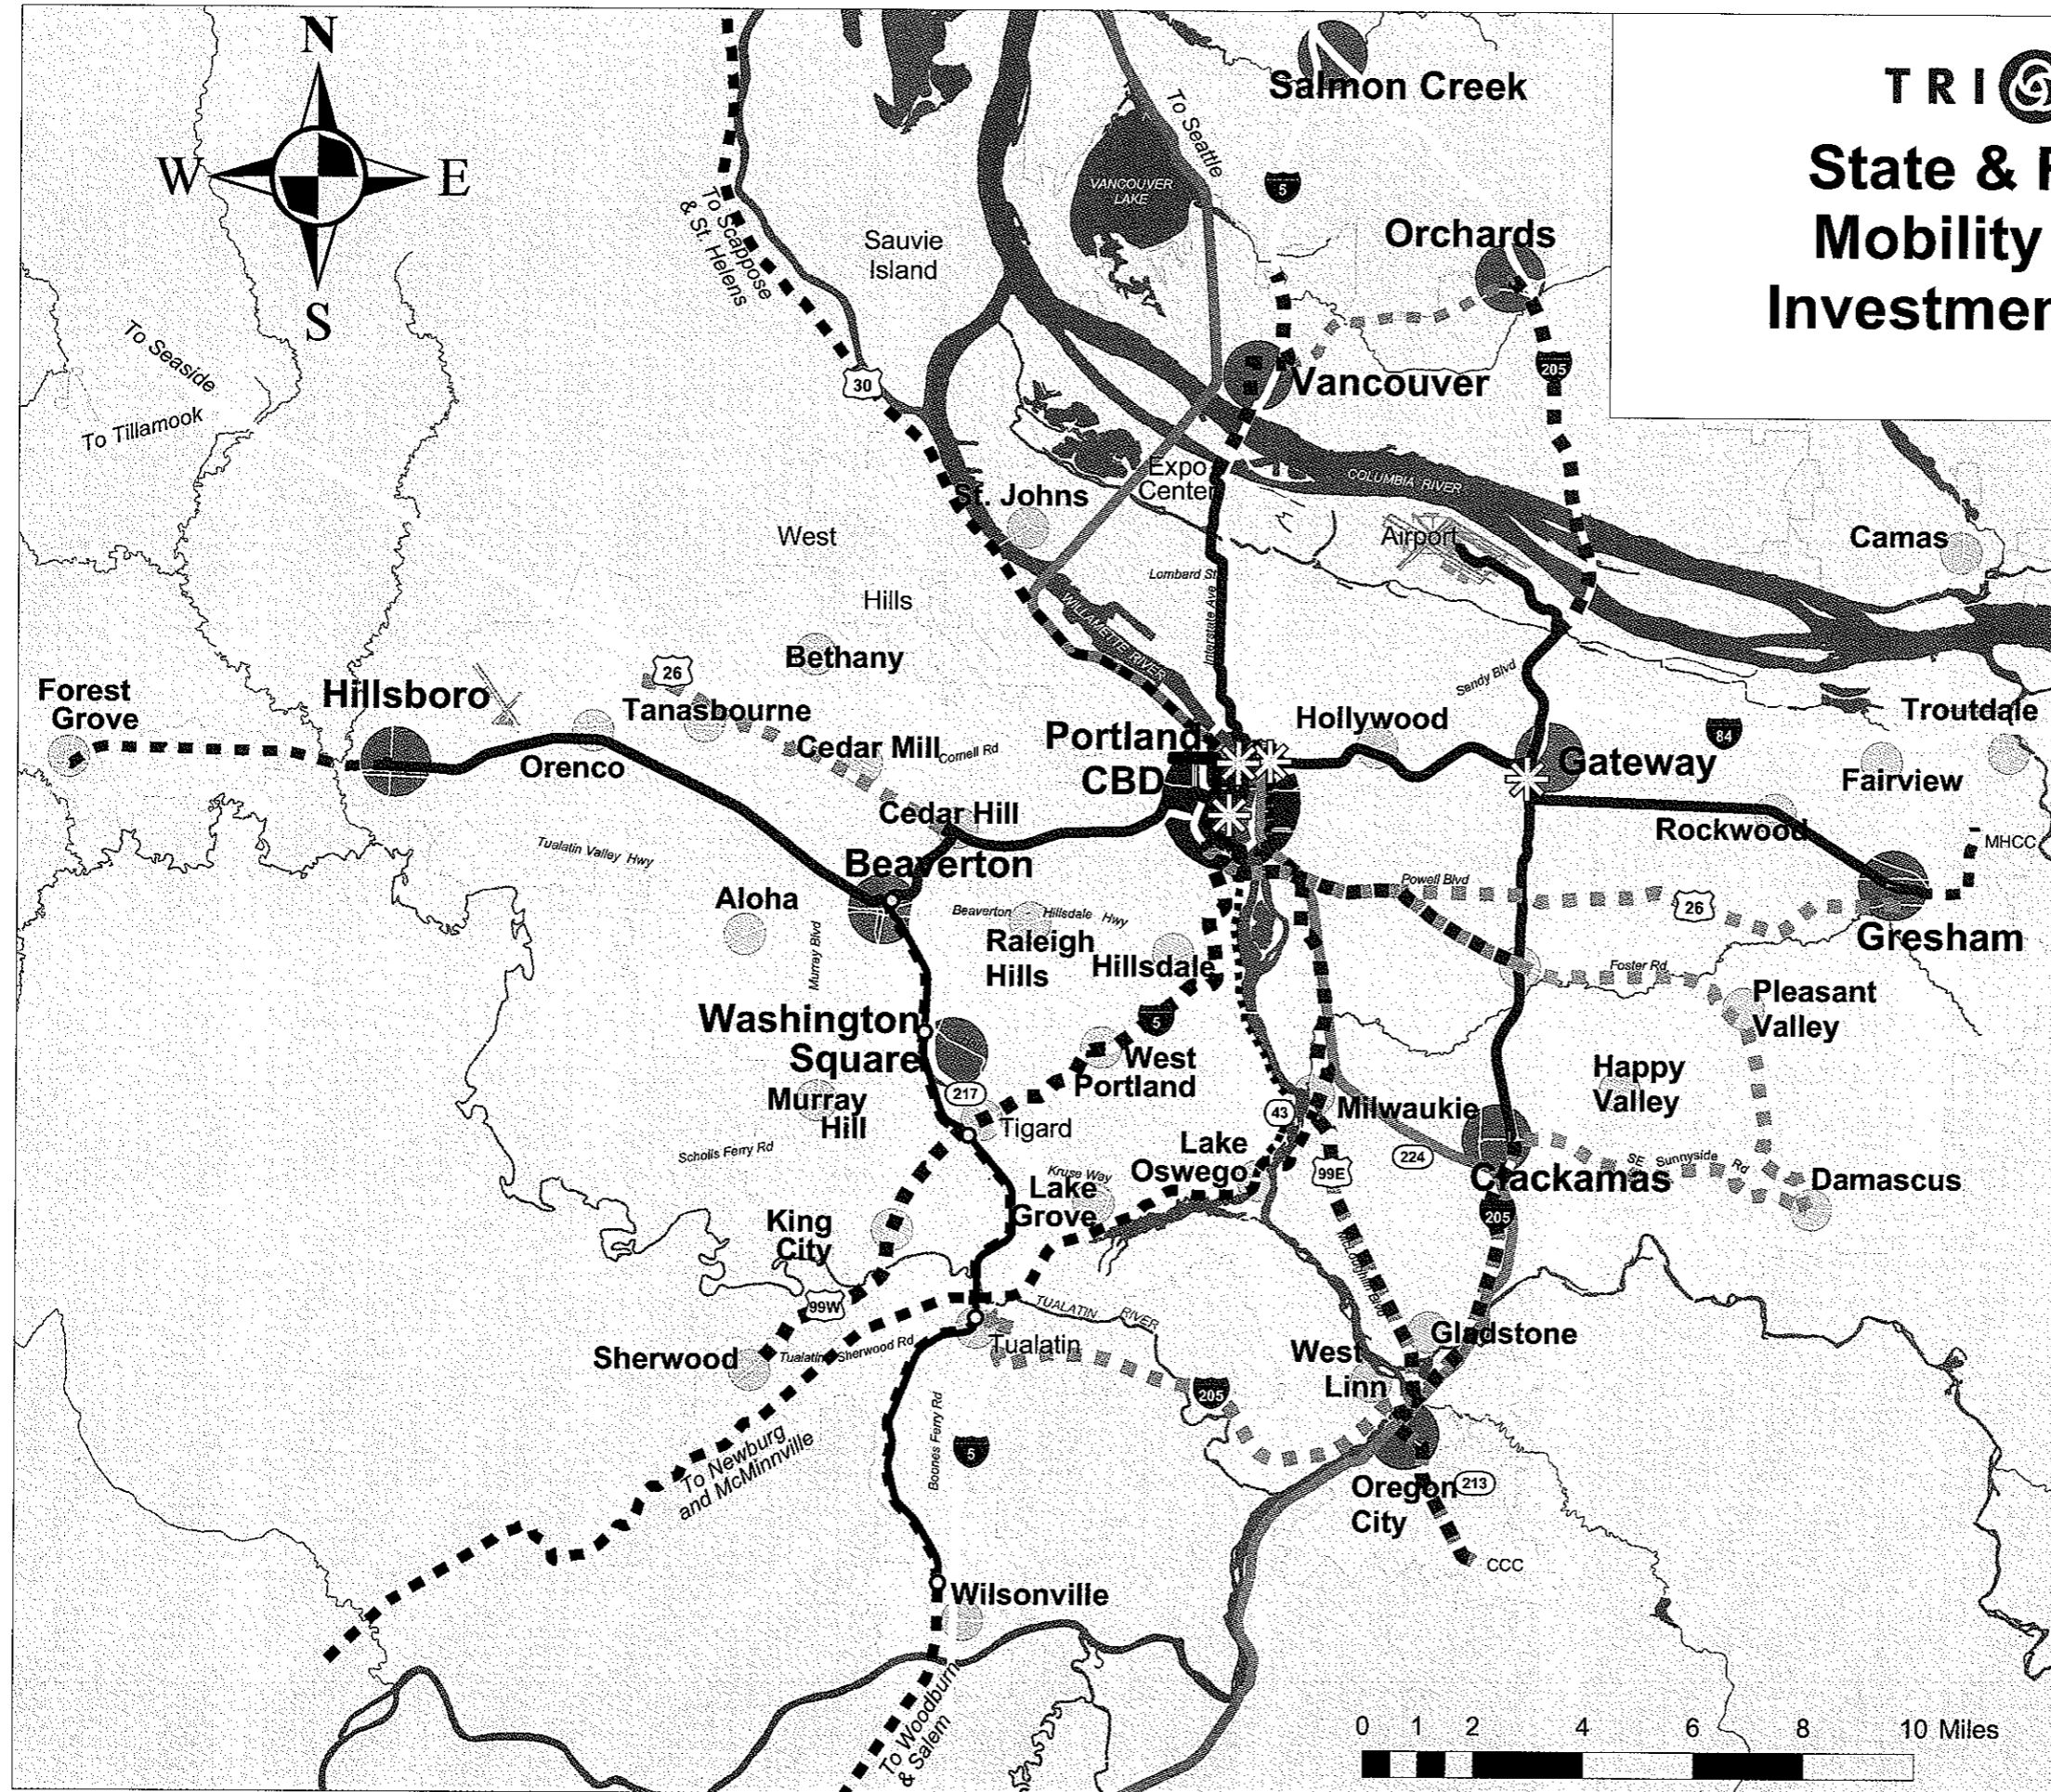 N
W
E
S
TRI
State &
Mobility
Investmen
Salmon Creek
To Seattle
VANCOUVER
LAKE
5
Orchards
Sauvie
Island
To Scappose
& St. Helens
To Seaside
To Tillamook
30
Vancouver
205
COLUMBIA RIVER
Expo
Center
St. Johns
West
Hills
Airport
Camas
Lombard St
Interstate Ave
WILLAMETTE RIVER
Bethany
26
Tanasbourne
Forest
Grove
Hillsboro
Orenco
Cedar Mill
Cornell Rd
Portland
CBD
Hollywood
Sandy Blvd
84
Gateway
Troutdale
Fairview
Rockwood
MHCC
Cedar Hill
Beaverton
Tualatin Valley Hwy
Aloha
Murray Blvd
Beaverton Hillsdale Hwy
Raleigh
Hills
Hillsdale
Powell Blvd
26
Gresham
Foster Rd
Pleasant
Valley
Washington
Square
5
West
Portland
Happy
Valley
217
Murray
Hill
Tigard
43
Milwaukie
Scholls Ferry Rd
Kruse Way
Lake
Oswego
Lake
Grove
99E
224
Clackamas
SE Sunnyside Rd
Damascus
205
King
City
99W
McLoughlin Blvd
TUALATIN RIVER
Tualatin
Sherwood
Tualatin Sherwood Rd
Gladstone
West
Linn
205
Boones Ferry Rd
5
To Newburg
and McMinnville
Oregon
City
213
CCC
Wilsonville
To Woodburn
& Salem
0 1 2 4 6 8 10 Miles